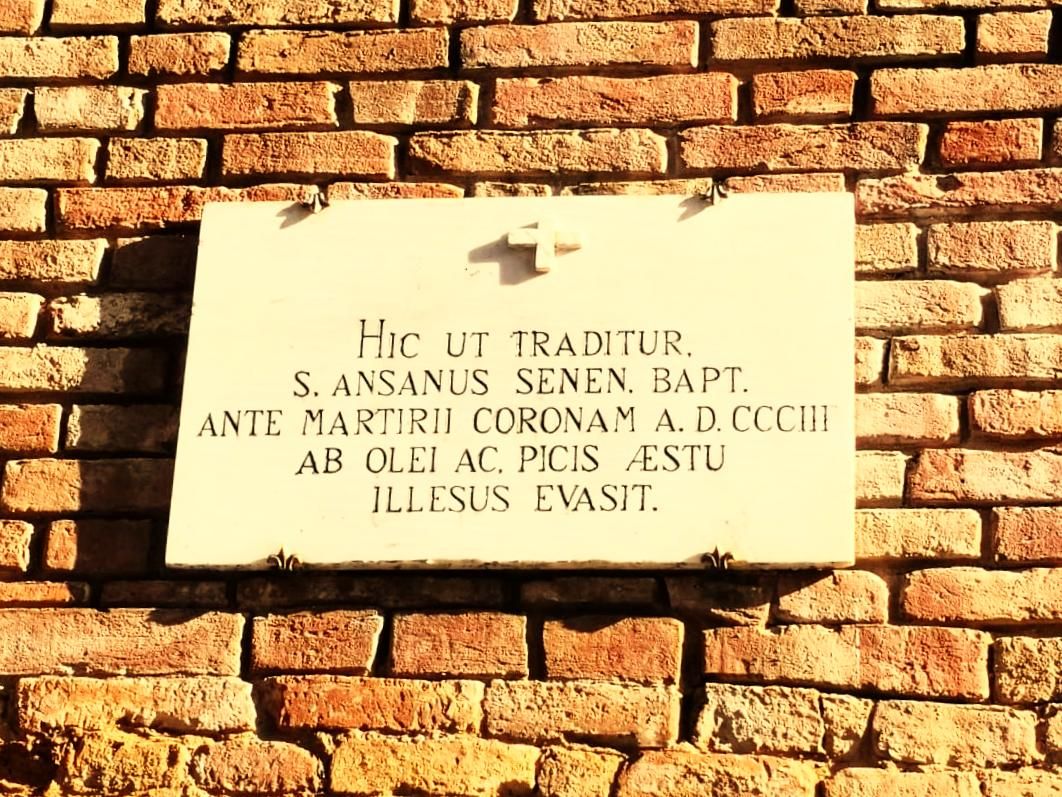 Hic ut traditur.
S. Ansanus Senen. Bapt.
ante martirii coronam A. D. CCCIII
ab olei ac. picis æstu
illesus evasit.